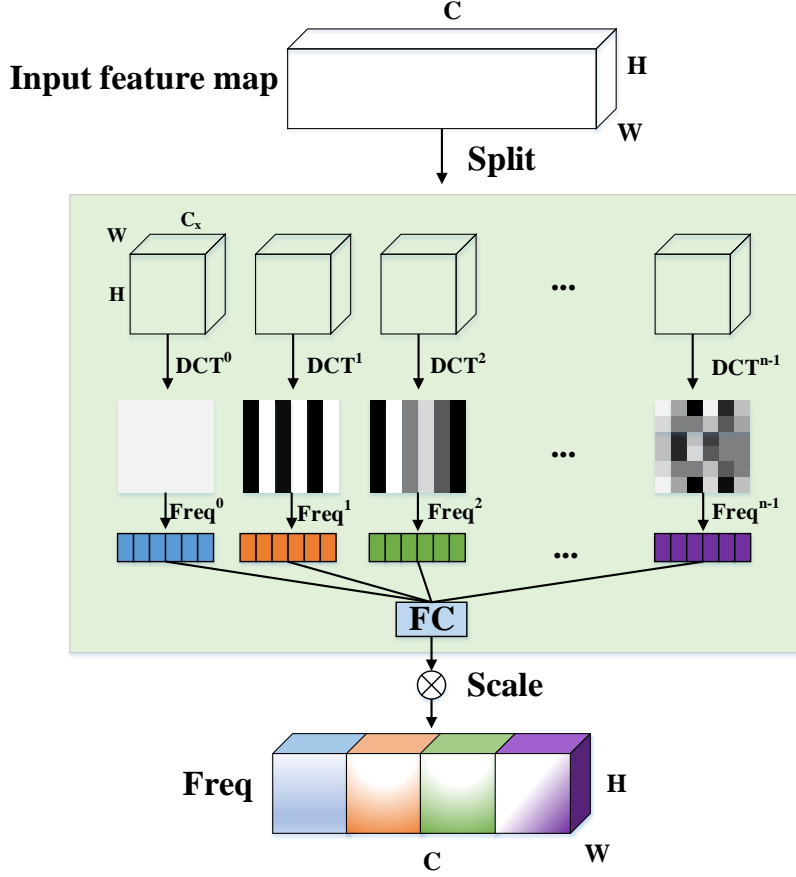 C
Input feature map
H
W
Split
W
Cₓ
H
...
DCT⁰
DCT¹
DCT²
DCTⁿ⁻¹
...
Freq⁰
Freq¹
Freq²
Freqⁿ⁻¹
...
FC
Scale
Freq
H
C
W